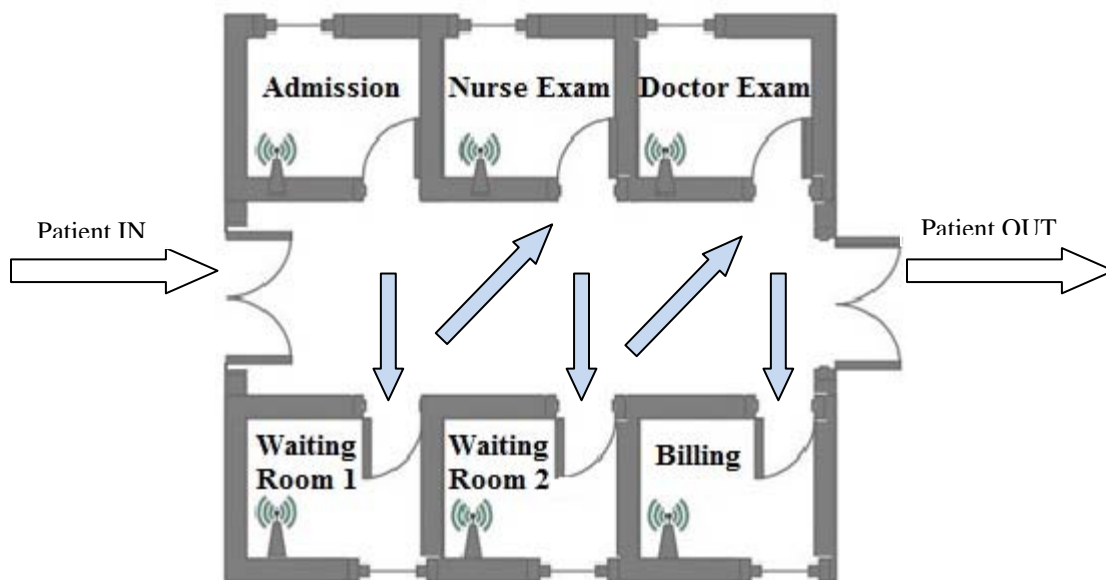 Admission
Nurse Exam
Doctor Exam
Patient IN
Patient OUT
Waiting
Room 1
Waiting
Room 2
Billing